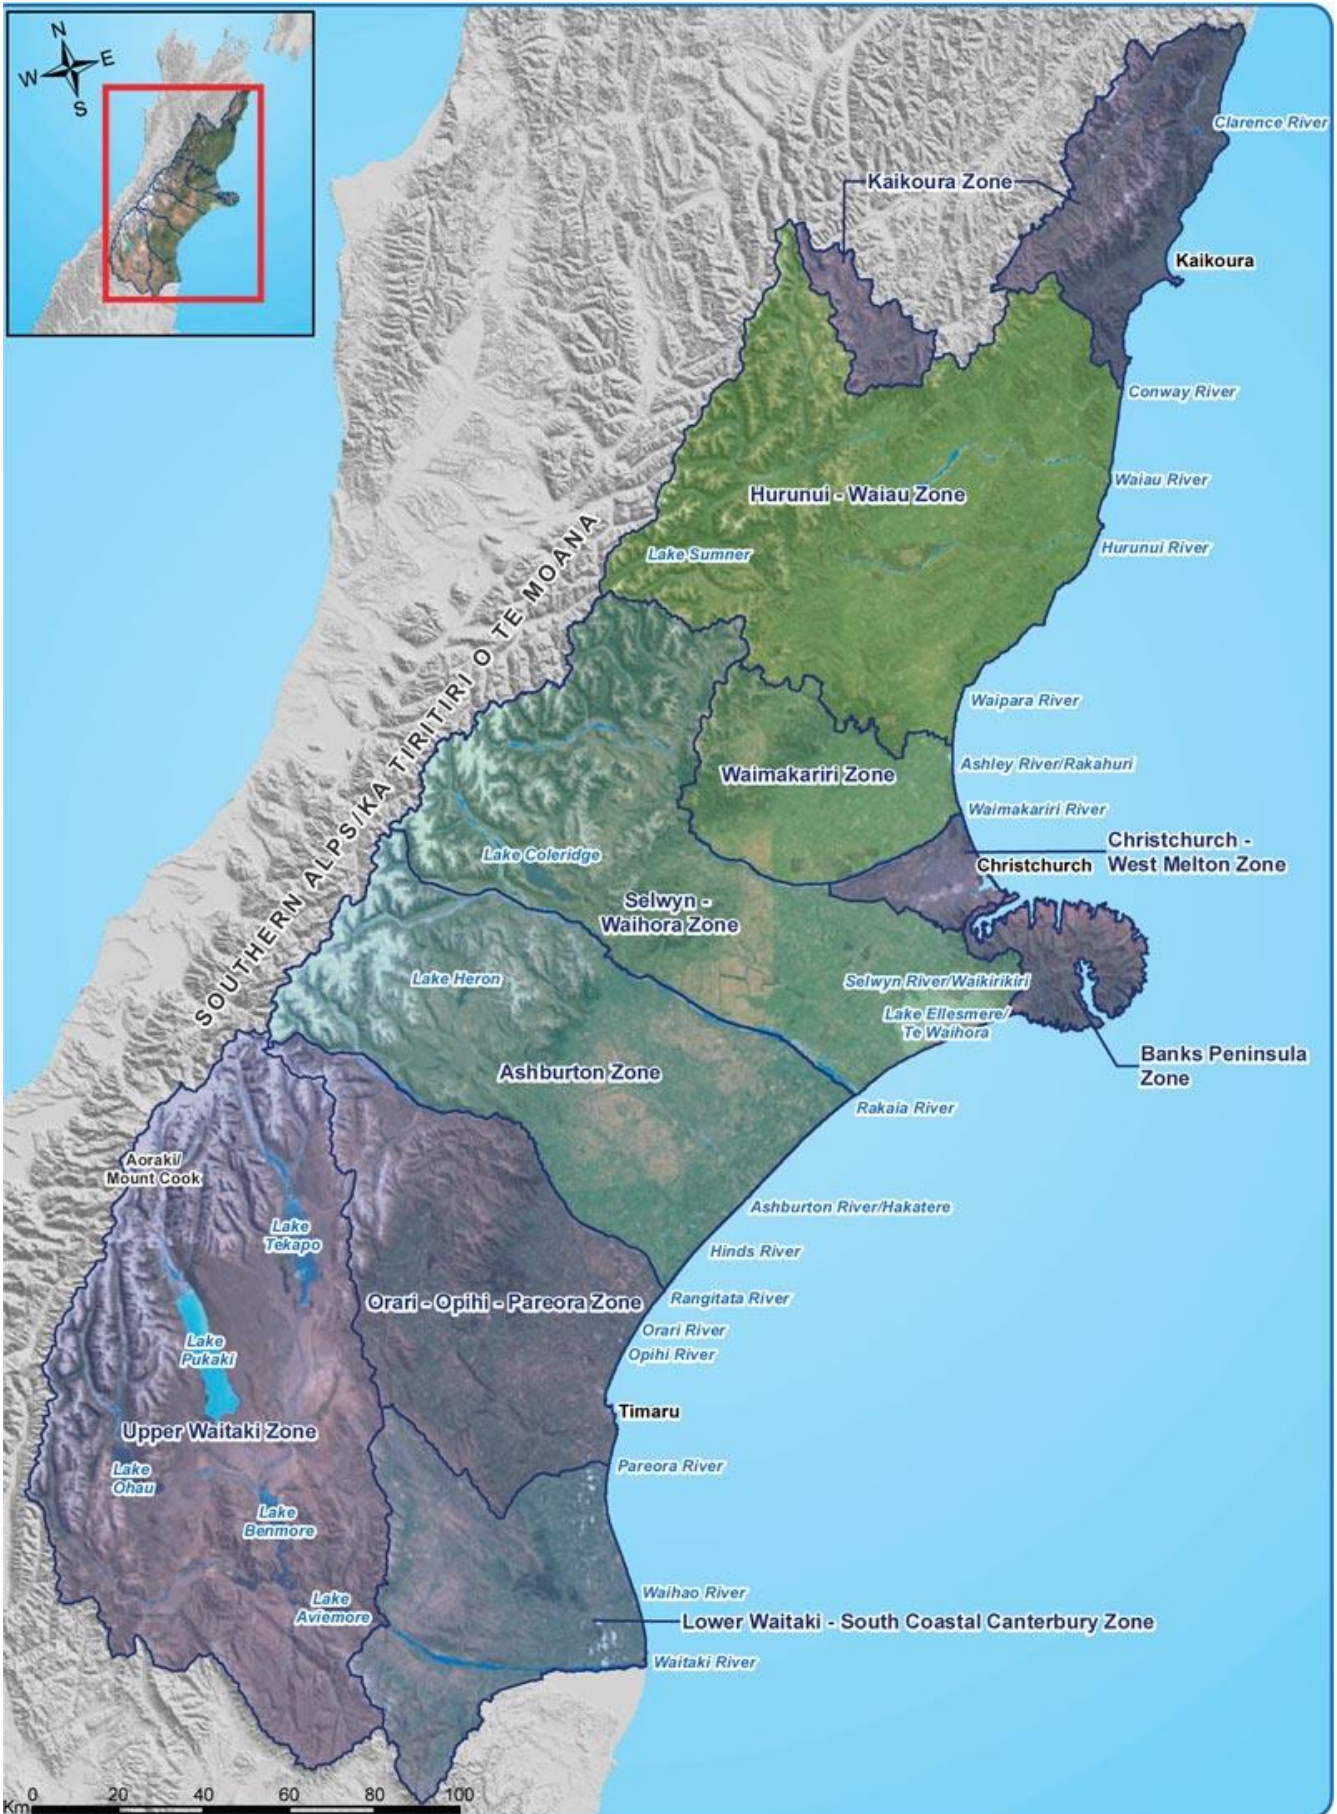 N
W
E
S
Clarence River
Kaikoura Zone
Kaikoura
Conway River
Waiau River
Hurunui - Waiau Zone
Hurunui River
Lake Sumner
SOUTHERN ALPS/KA TIRITIRI O TE MOANA
Waipara River
Ashley River/Rakahuri
Waimakariri Zone
Waimakariri River
Christchurch -
West Melton Zone
Christchurch
Lake Coleridge
Selwyn -
Waihora Zone
Lake Heron
Selwyn River/Waikirikiri
Lake Ellesmere/
Te Waihora
Banks Peninsula
Zone
Ashburton Zone
Rakaia River
Aoraki/
Mount Cook
Ashburton River/Hakatere
Lake
Tekapo
Hinds River
Orari - Opihi - Pareora Zone
Rangitata River
Orari River
Lake
Pukaki
Opihi River
Timaru
Upper Waitaki Zone
Pareora River
Lake
Ohau
Lake
Benmore
Waihao River
Lake
Aviemore
Lower Waitaki - South Coastal Canterbury Zone
Waitaki River
Km
0 20 40 60 80 100